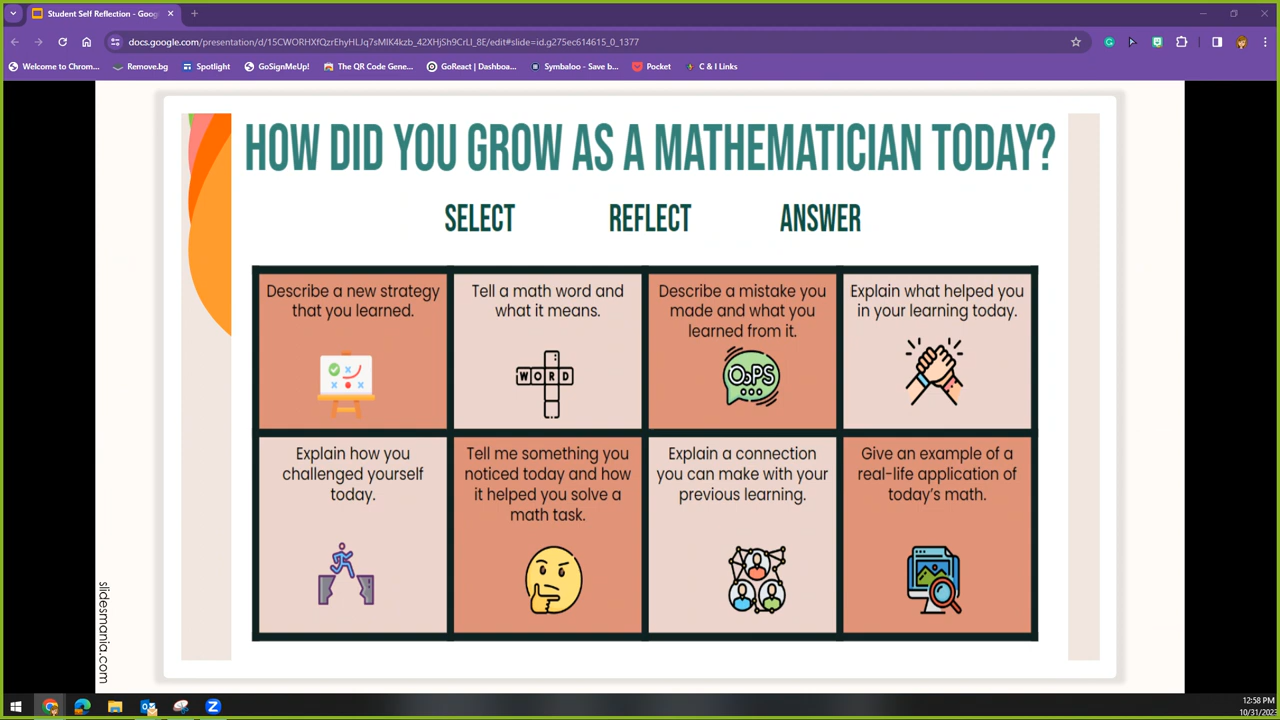 Student Self Reflection - Goog
docs.google.com/presentation/d/15CWORHXfQzrEhyHLJq7sMlK4kzb_42XHjSh9CrLI_8E/edit#slide=id.g275ec614615_0_1377
Welcome to Chrom... Remove.bg Spotlight GoSignMeUp! The QR Code Gene... GoReact | Dashboa... Symbaloo - Save b... Pocket C & I Links
HOW DID YOU GROW AS A MATHEMATICIAN TODAY?
SELECT REFLECT ANSWER
Describe a new strategy
that you learned.
Tell a math word and
what it means.
WORD
Describe a mistake you
made and what you
learned from it.
OoPS
Explain what helped you
in your learning today.
Explain how you
challenged yourself
today.
Tell me something you
noticed today and how
it helped you solve a
math task.
Explain a connection
you can make with your
previous learning.
Give an example of a
real-life application of
today's math.
slidesmania.com
12:58 PM
10/31/202